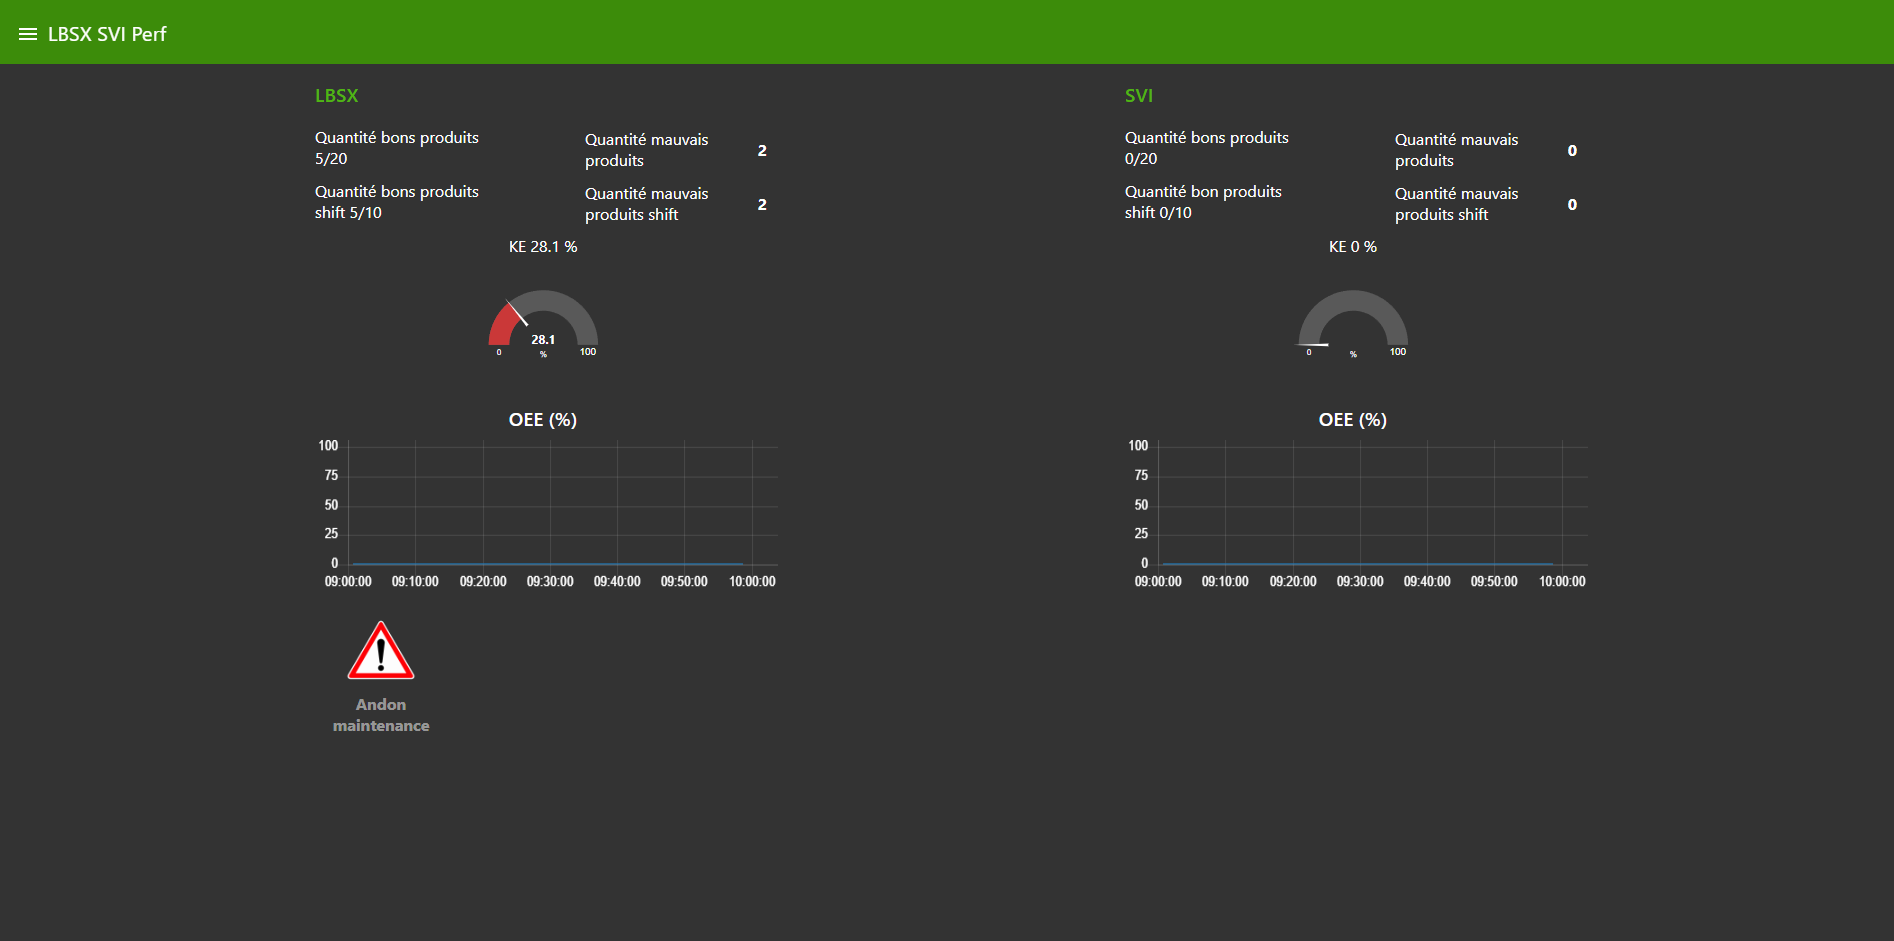 LBSX SVI Perf
LBSX
Quantité bons produits
5/20
Quantité mauvais
produits
2
Quantité bons produits
shift 5/10
Quantité mauvais
produits shift
2
KE 28.1 %
28.1
0
%
100
OEE (%)
100
75
50
25
0
09:00:00 09:10:00 09:20:00 09:30:00 09:40:00 09:50:00 10:00:00
Andon
maintenance
SVI
Quantité bons produits
0/20
Quantité mauvais
produits
0
Quantité bon produits
shift 0/10
Quantité mauvais
produits shift
0
KE 0 %
0
%
100
OEE (%)
100
75
50
25
0
09:00:00 09:10:00 09:20:00 09:30:00 09:40:00 09:50:00 10:00:00